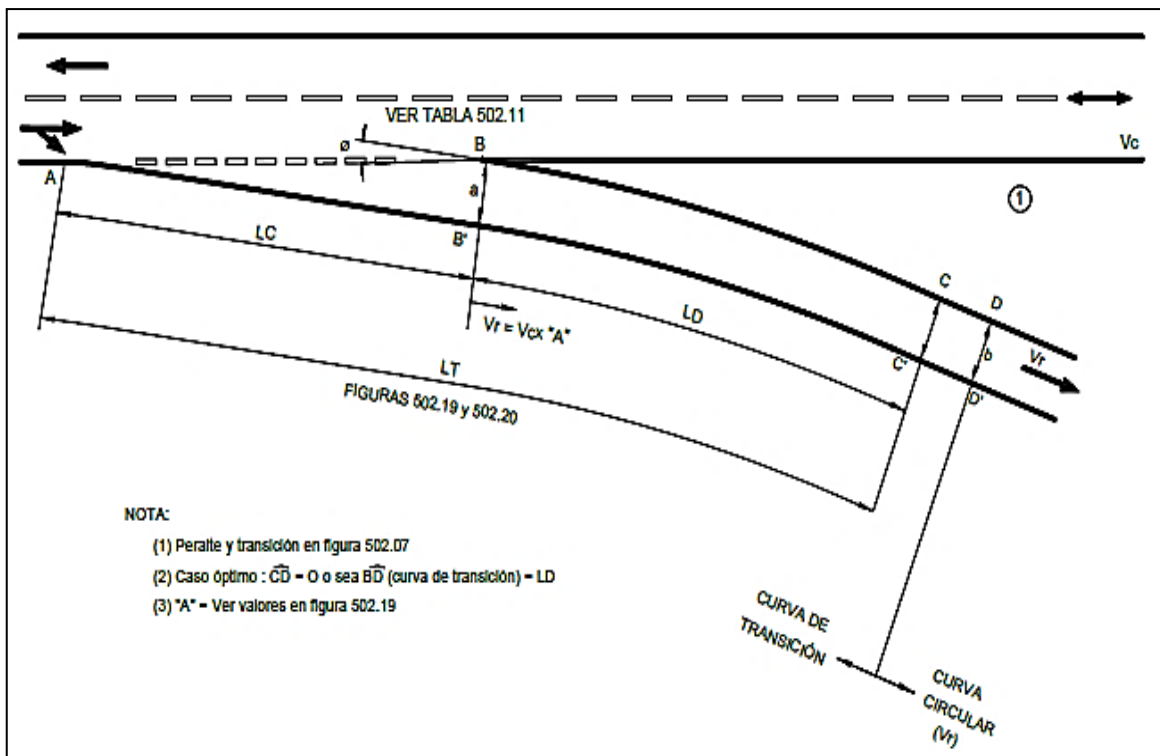 VER TABLA 502.11
ø
B
Vc
A
a
1
LC
B'
C
D
LD
Vr = Vcx "A"
b
Vr
C'
D'
LT
FIGURAS 502.19 y 502.20
NOTA:
(1) Peralte y transición en figura 502.07
(2) Caso óptimo : CD = O o sea BD (curva de transición) = LD
(3) "A" = Ver valores en figura 502.19
CURVA DE
TRANSICIÓN
CURVA
CIRCULAR
(Vr)